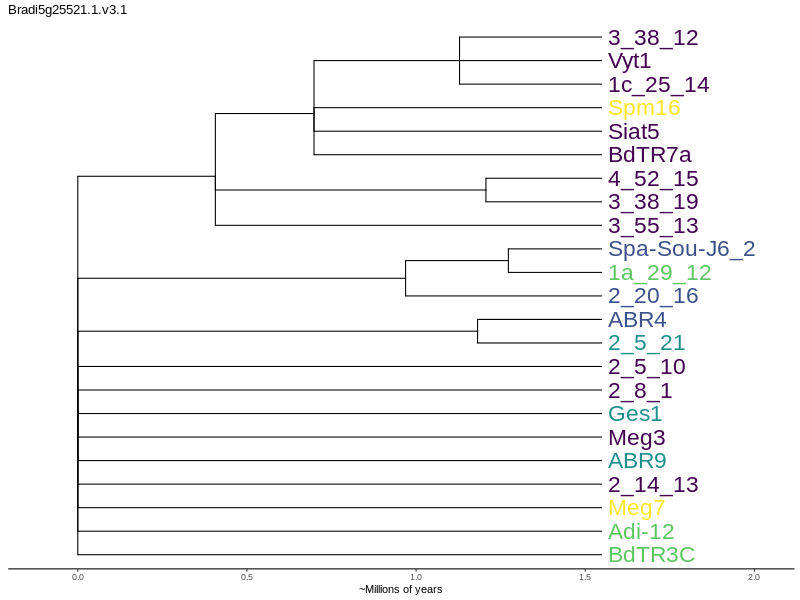 Bradi5g25521.1.v3.1
3_38_12
Vyt1
1c_25_14
Spm16
Siat5
BdTR7a
4_52_15
3_38_19
3_55_13
Spa-Sou-J6_2
1a_29_12
2_20_16
ABR4
2_5_21
2_5_10
2_8_1
Ges1
Meg3
ABR9
2_14_13
Meg7
Adi-12
BdTR3C
0.0 0.5 1.0 1.5 2.0
~Millions of years